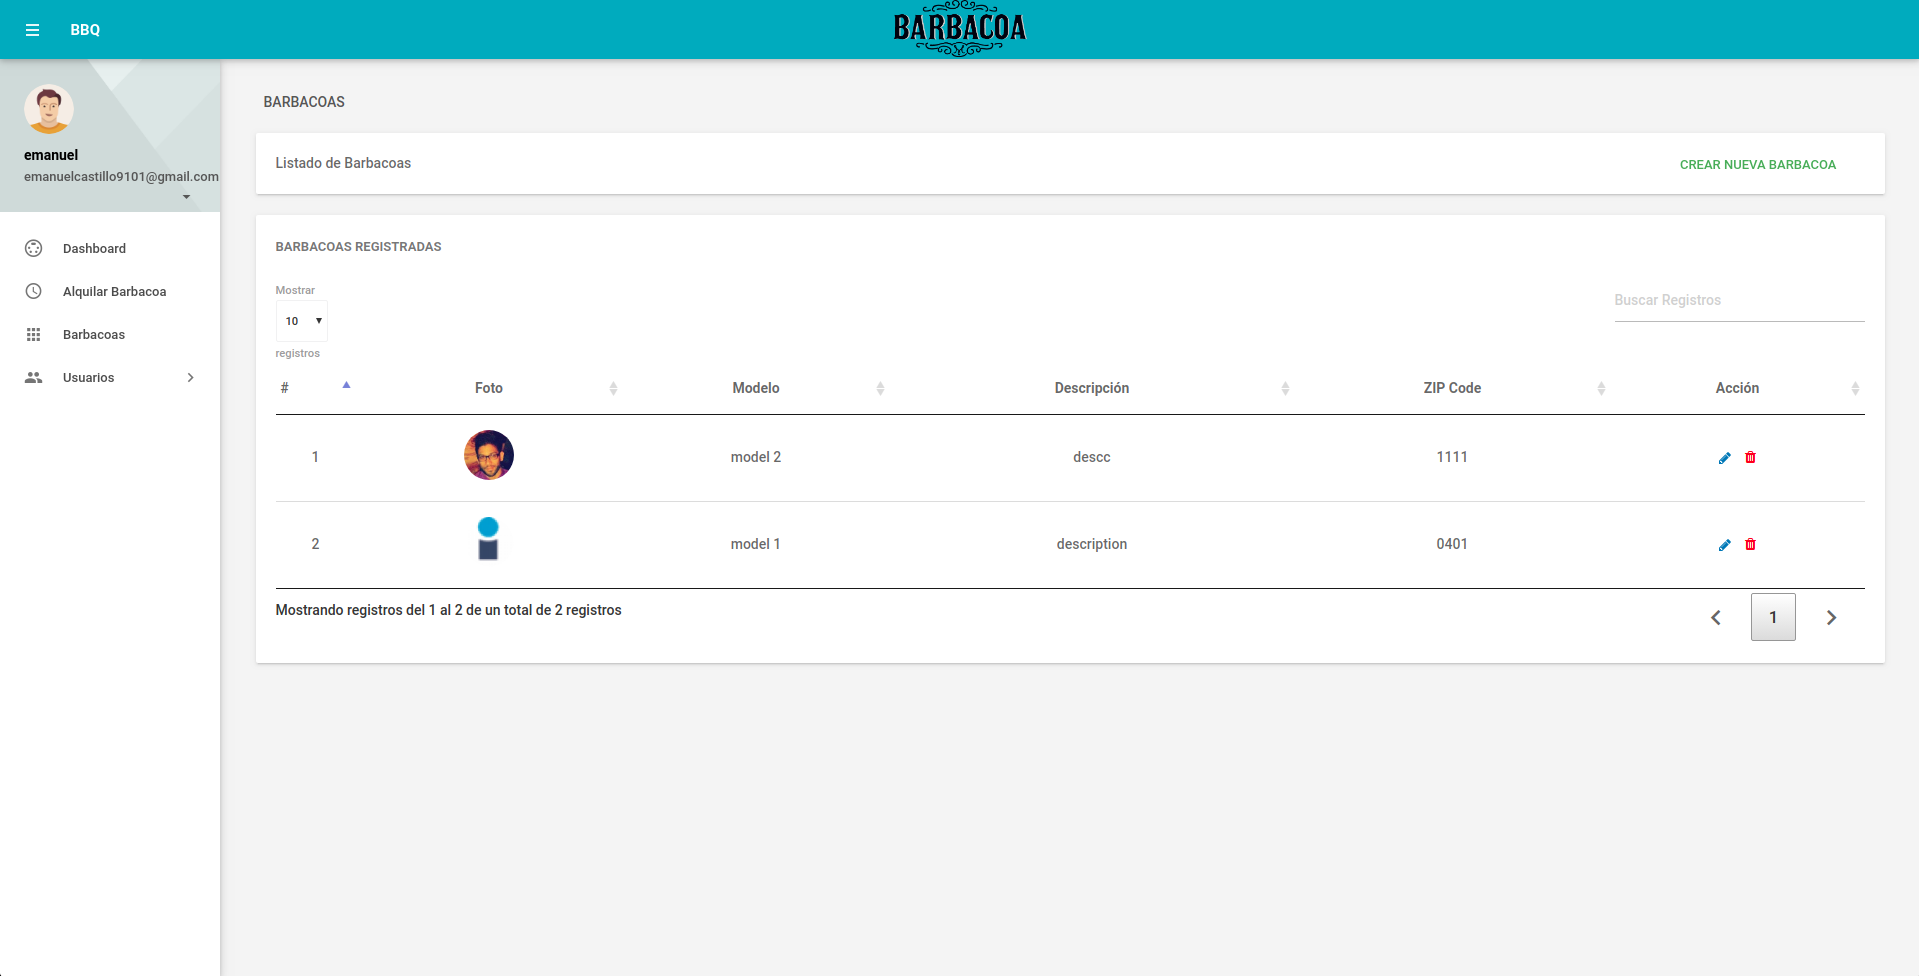 BBQ
BARBACOA
emanuel
emanuelcastillo9101@gmail.com
Dashboard
Alquilar Barbacoa
Barbacoas
Usuarios
BARBACOAS
Listado de Barbacoas
CREAR NUEVA BARBACOA
BARBACOAS REGISTRADAS
Mostrar
10
registros
Buscar Registros
# Foto Modelo Descripción ZIP Code Acción
1 model 2 descc 1111
2 model 1 description 0401
Mostrando registros del 1 al 2 de un total de 2 registros
1